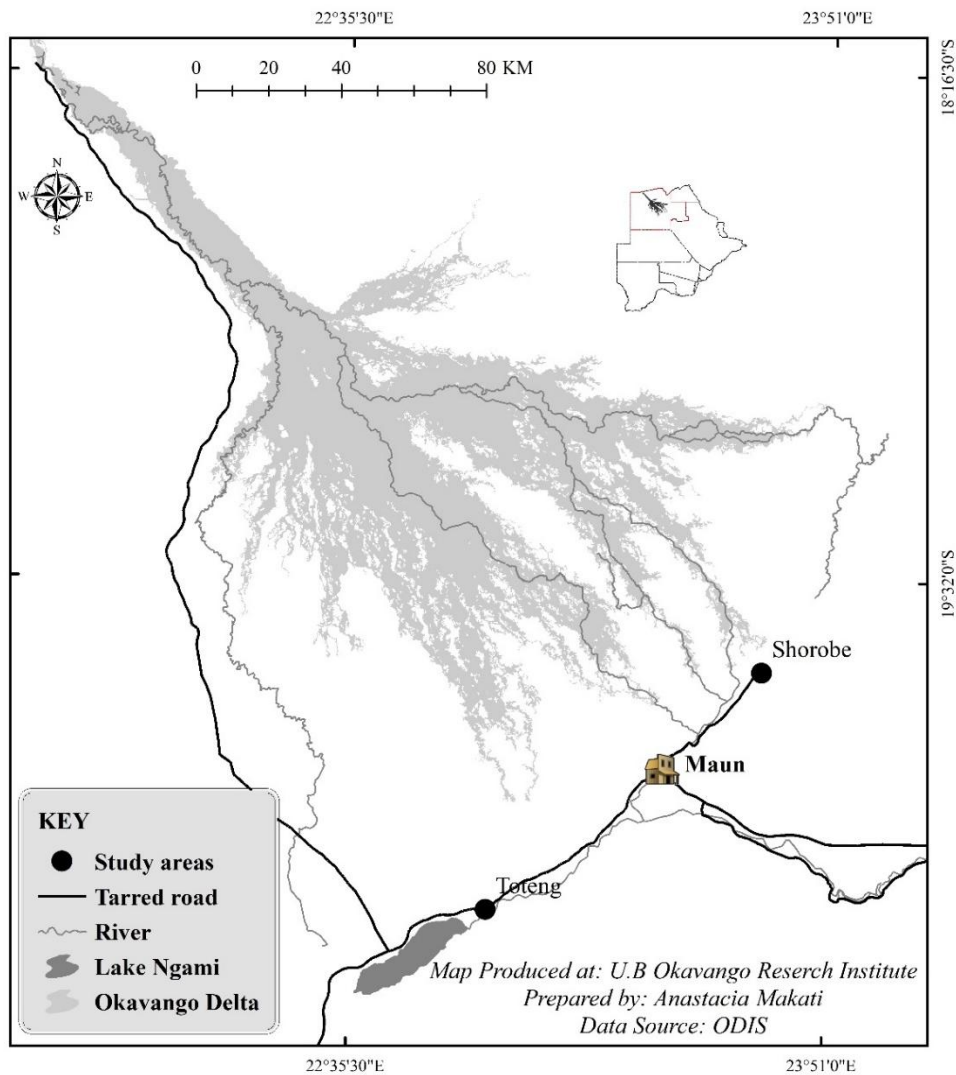 22°35'30"E
23°51'0"E
0 20 40 80 KM
18°16'30"S
N
W E
S
19°32'0"S
Shorobe
Maun
Toteng
KEY
Study areas
Tarred road
River
Lake Ngami
Okavango Delta
Map Produced at: U.B Okavango Reserch Institute
Prepared by: Anastacia Makati
Data Source: ODIS
22°35'30"E
23°51'0"E